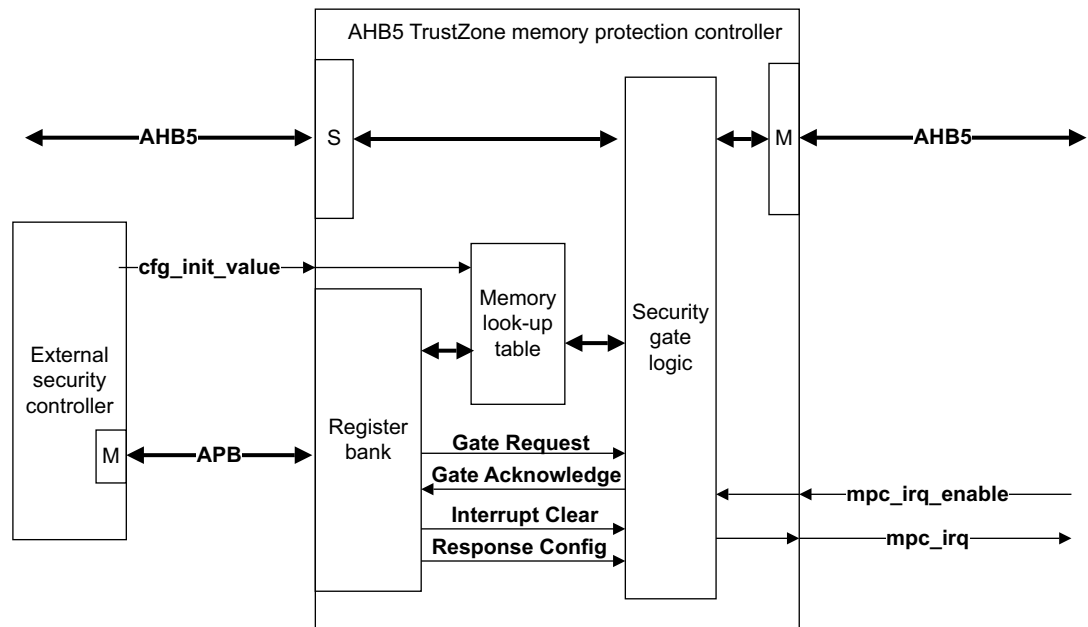 AHB5 TrustZone memory protection controller
AHB5
S
M
AHB5
cfg_init_value
Memory
look-up
table
Security
gate
logic
External
security
controller
M
APB
Register
bank
Gate Request
Gate Acknowledge
Interrupt Clear
Response Config
mpc_irq_enable
mpc_irq